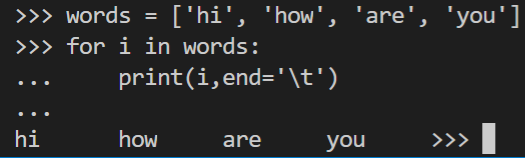 >>> words = ['hi', 'how', 'are', 'you']
>>> for i in words:
...     print(i,end='\t')
...
hi      how     are     you     >>>